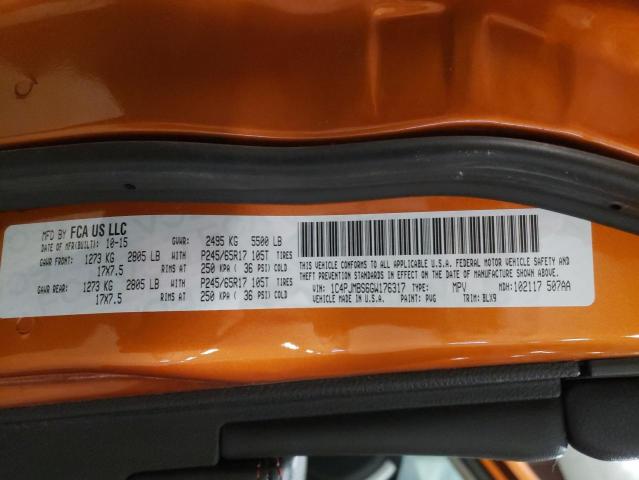 MFD BY FCA US LLC
DATE OF MFR(BUILT): 10-15 GVWR: 2495 KG 5500 LB
GAWR FRONT: 1273 KG 2805 LB WITH P245/65R17 105T TIRES
17X7.5 RIMS AT 250 KPA ( 36 PSI) COLD
GAWR REAR: 1273 KG 2805 LB WITH P245/65R17 105T TIRES
17X7.5 RIMS AT 250 KPA ( 36 PSI) COLD
THIS VEHICLE CONFORMS TO ALL APPLICABLE U.S.A. FEDERAL MOTOR VEHICLE SAFETY AND
THEFT PREVENTION STANDARDS IN EFFECT IN U.S.A. ON THE DATE OF MANUFACTURE SHOWN ABOVE.
VIN: 1C4PJMBS6GW176317 TYPE: MPV MDH: 102117 507AA
PAINT: PVG TRIM: BLX9